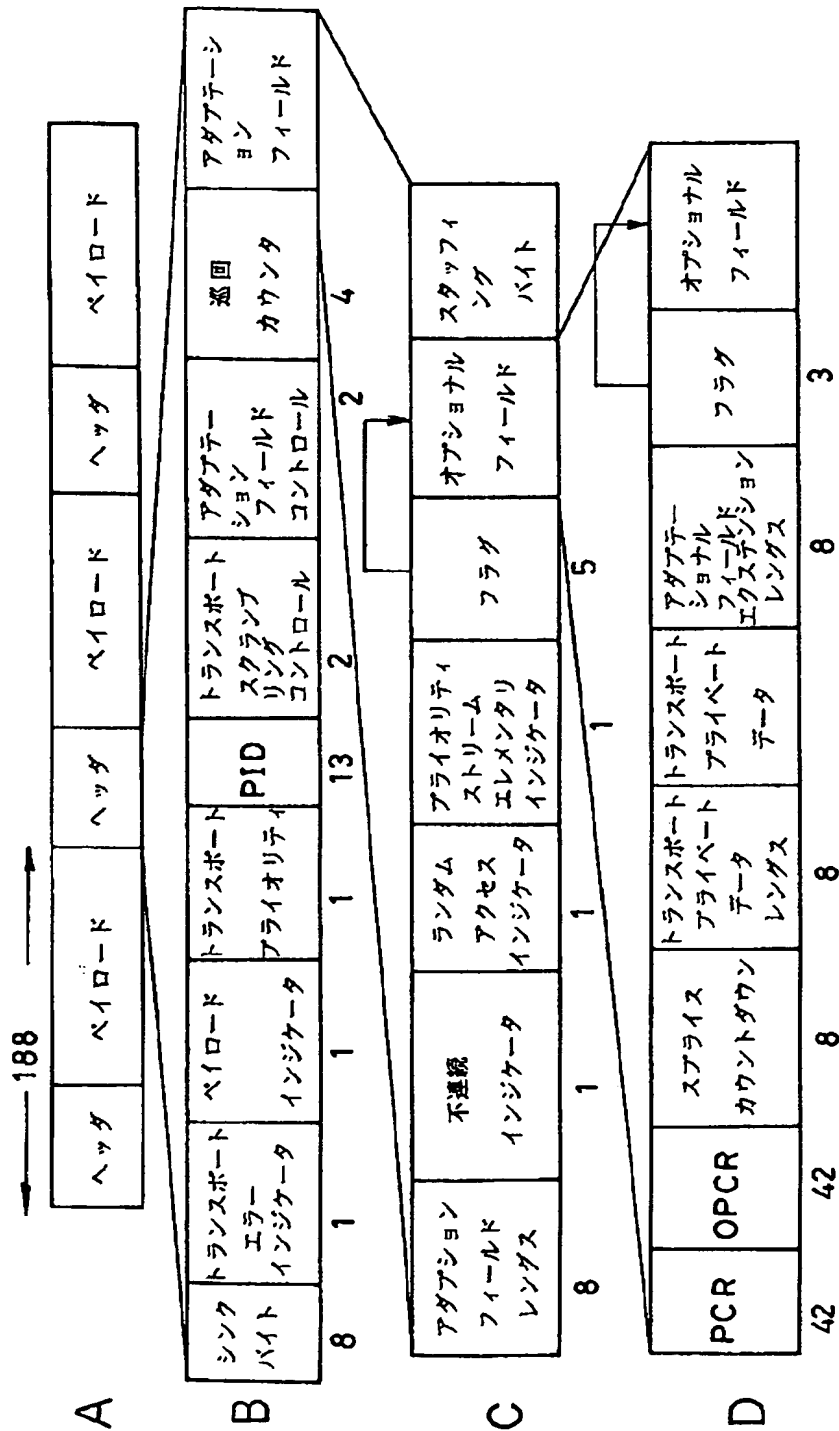 A
188
ヘッダ
ペイロード
ヘッダ
ペイロード
ヘッダ
ペイロード
B
シンク
バイト
トランスポート
エラー
インジケータ
ペイロード
インジケータ
トランスポート
プライオリティ
PID
トランスポート
スクランブ
リング
コントロール
アダプテー
ション
フィールド
コントロール
巡回
カウンタ
アダプテーシ
ョン
フィールド
8
1
1
1
13
2
2
4
C
アダプション
フィールド
レングス
不連続
インジケータ
ランダム
アクセス
インジケータ
プライオリティ
ストリーム
エレメンタリ
インジケータ
フラグ
オプショナル
フィールド
スタッフィ
ング
バイト
8
1
1
1
5
D
PCR
OPCR
スプライス
カウントダウン
トランスポート
プライベート
データ
レングス
トランスポート
プライベート
データ
アダプテー
ショナル
フィールド
エクステンション
レングス
フラグ
オプショナル
フィールド
42
42
8
8
8
3